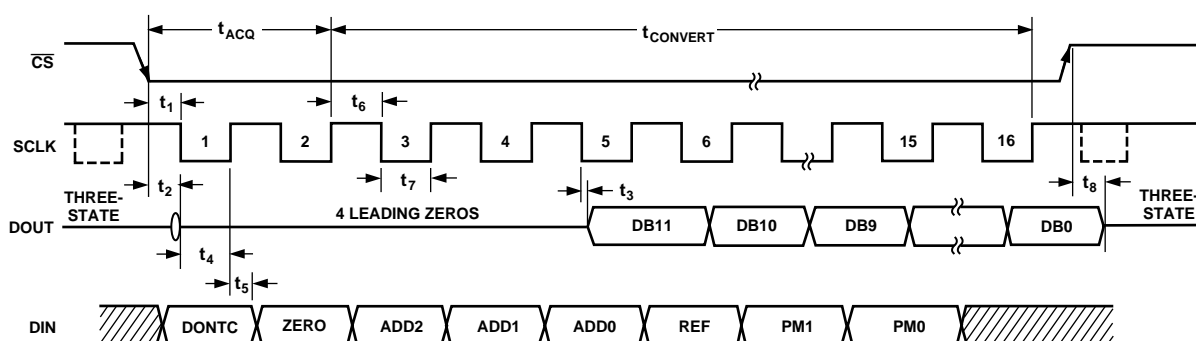 tACQ tCONVERT
CS
t1 t6
SCLK 1 2 3 4 5 6 15 16
t2 t7 t3 t8
THREE-STATE 4 LEADING ZEROS THREE-STATE
DOUT DB11 DB10 DB9 DB0
t4
t5
DIN DONTC ZERO ADD2 ADD1 ADD0 REF PM1 PM0